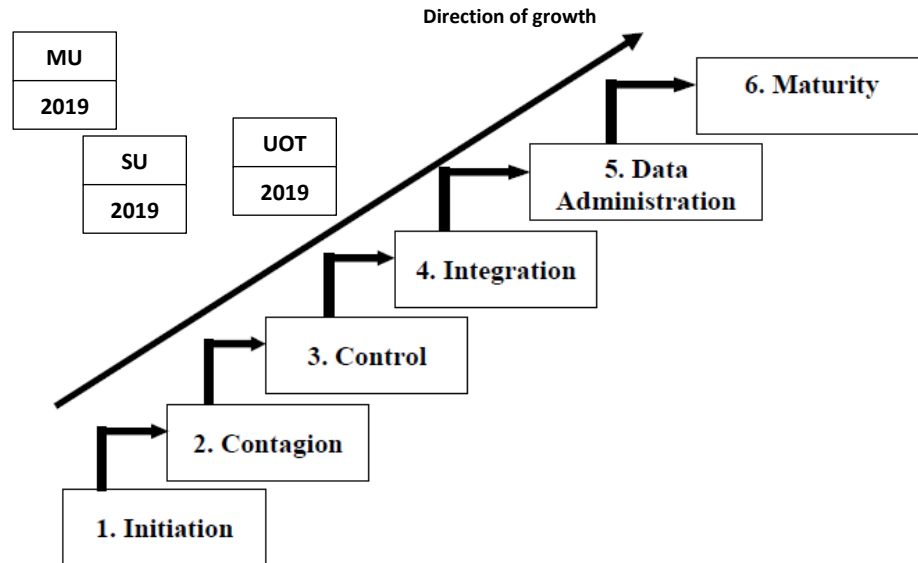 Direction of growth
MU
2019
SU
2019
UOT
2019
6. Maturity
5. Data
Administration
4. Integration
3. Control
2. Contagion
1. Initiation